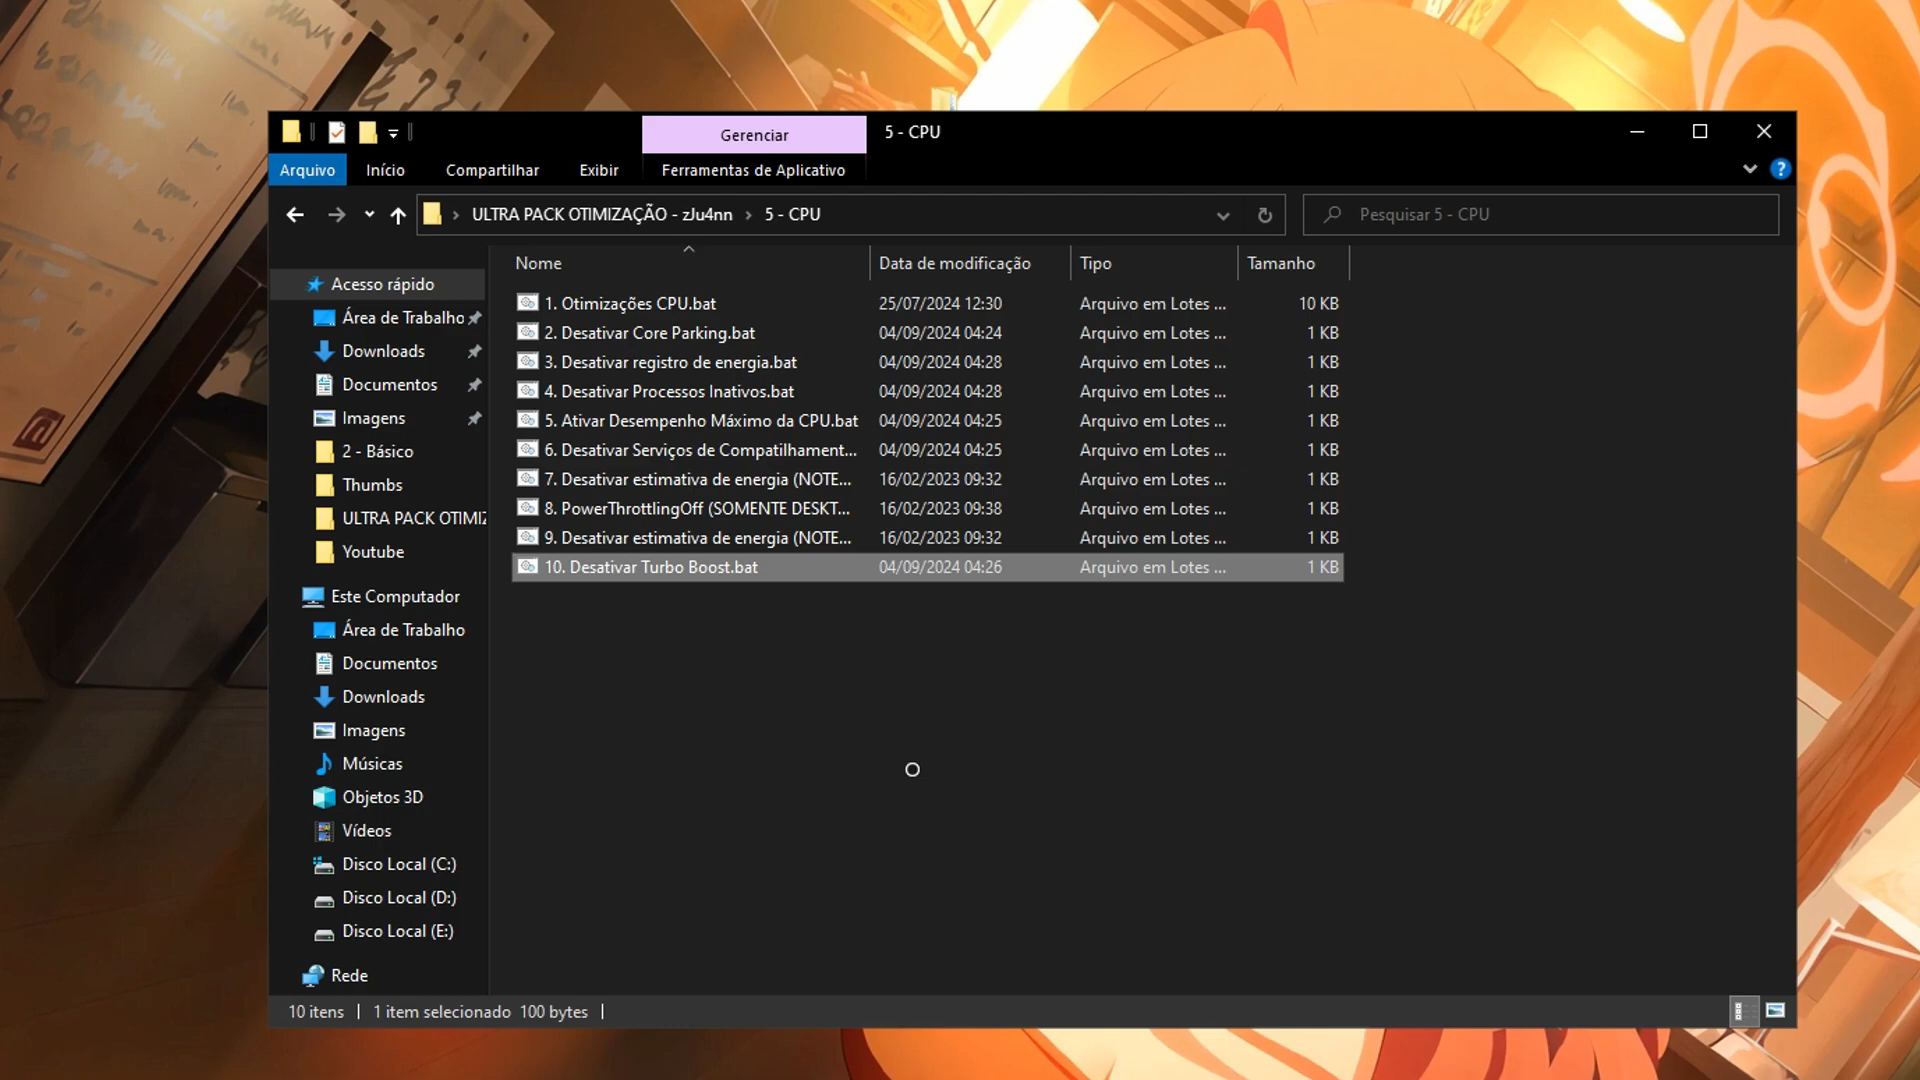 Gerenciar
5 - CPU
Arquivo
Início
Compartilhar
Exibir
Ferramentas de Aplicativo
?
› ULTRA PACK OTIMIZAÇÃO - zJu4nn › 5 - CPU
Pesquisar 5 - CPU
Nome
Data de modificação
Tipo
Tamanho
1. Otimizações CPU.bat 25/07/2024 12:30 Arquivo em Lotes ... 10 KB
2. Desativar Core Parking.bat 04/09/2024 04:24 Arquivo em Lotes ... 1 KB
3. Desativar registro de energia.bat 04/09/2024 04:28 Arquivo em Lotes ... 1 KB
4. Desativar Processos Inativos.bat 04/09/2024 04:28 Arquivo em Lotes ... 1 KB
5. Ativar Desempenho Máximo da CPU.bat 04/09/2024 04:25 Arquivo em Lotes ... 1 KB
6. Desativar Serviços de Compatilhament... 04/09/2024 04:25 Arquivo em Lotes ... 1 KB
7. Desativar estimativa de energia (NOTE... 16/02/2023 09:32 Arquivo em Lotes ... 1 KB
8. PowerThrottlingOff (SOMENTE DESKT... 16/02/2023 09:38 Arquivo em Lotes ... 1 KB
9. Desativar estimativa de energia (NOTE... 16/02/2023 09:32 Arquivo em Lotes ... 1 KB
10. Desativar Turbo Boost.bat 04/09/2024 04:26 Arquivo em Lotes ... 1 KB
Acesso rápido
Área de Trabalho
Downloads
Documentos
Imagens
2 - Básico
Thumbs
ULTRA PACK OTIMIZ
Youtube
Este Computador
Área de Trabalho
Documentos
Downloads
Imagens
Músicas
Objetos 3D
Vídeos
Disco Local (C:)
Disco Local (D:)
Disco Local (E:)
Rede
10 itens
1 item selecionado 100 bytes